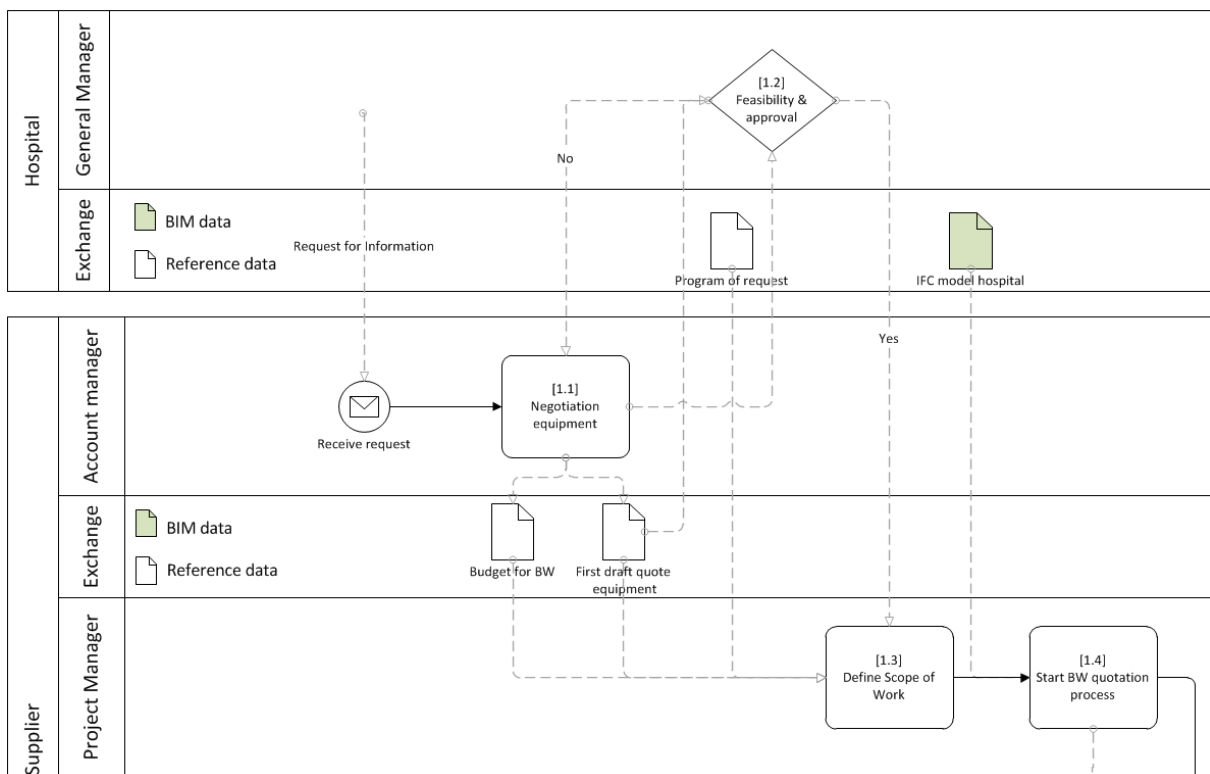 Hospital
General Manager
[1.2]
Feasibility &
approval
No
Exchange
BIM data
Reference data
Request for Information
Program of request
IFC model hospital
Supplier
Account manager
Yes
Receive request
[1.1]
Negotiation
equipment
Exchange
BIM data
Reference data
Budget for BW
First draft quote
equipment
Project Manager
[1.3]
Define Scope of
Work
[1.4]
Start BW quotation
process